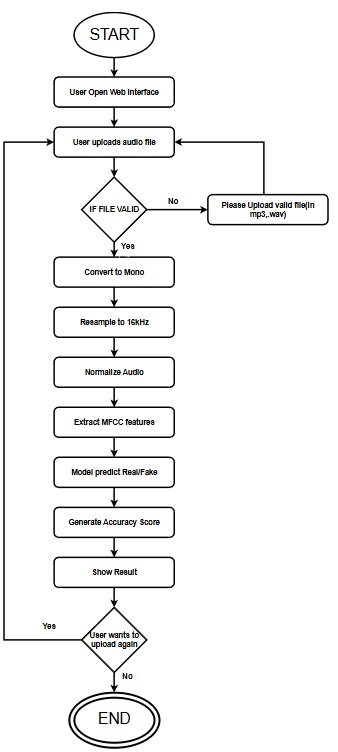 START
User Open Web Interface
User uploads audio file
IF FILE VALID
No
Please Upload valid file(In
mp3,.wav)
Yes
Convert to Mono
Resample to 16kHz
Normalize Audio
Extract MFCC features
Model predict Real/Fake
Generate Accuracy Score
Show Result
Yes
User wants to
upload again
No
END